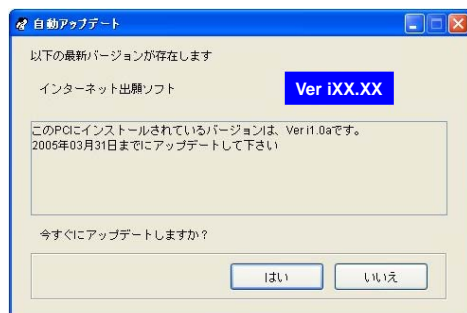 自動アップデート
以下の最新バージョンが存在します
インターネット出願ソフト
Ver iXX.XX
このPCにインストールされているバージョンは、Ver i1.0aです。
2005年03月31日までにアップデートして下さい
今すぐにアップデートしますか?
はい
いいえ